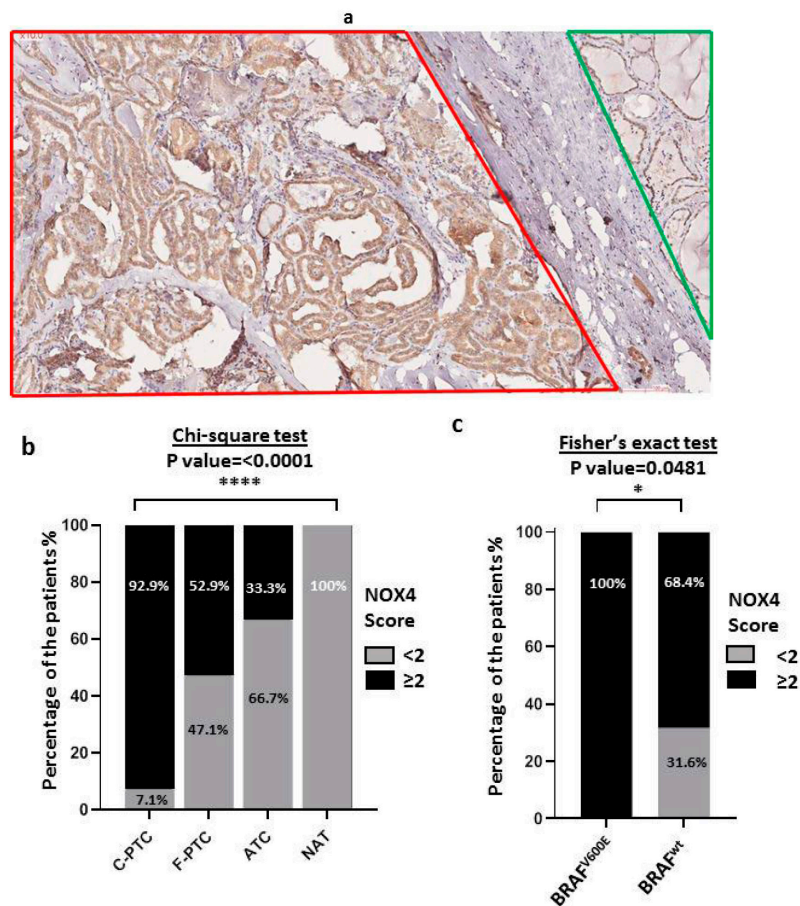 a
x10.0
b
Chi-square test
P value=<0.0001
****
Percentage of the patients%
100
80
60
40
20
0
92.9%
52.9%
33.3%
100%
7.1%
47.1%
66.7%
C-PTC
F-PTC
ATC
NAT
NOX4
Score
<2
≥2
c
Fisher's exact test
P value=0.0481
*
Percentage of the patients%
100
80
60
40
20
0
100%
68.4%
31.6%
BRAFV600E
BRAFwt
NOX4
Score
<2
≥2